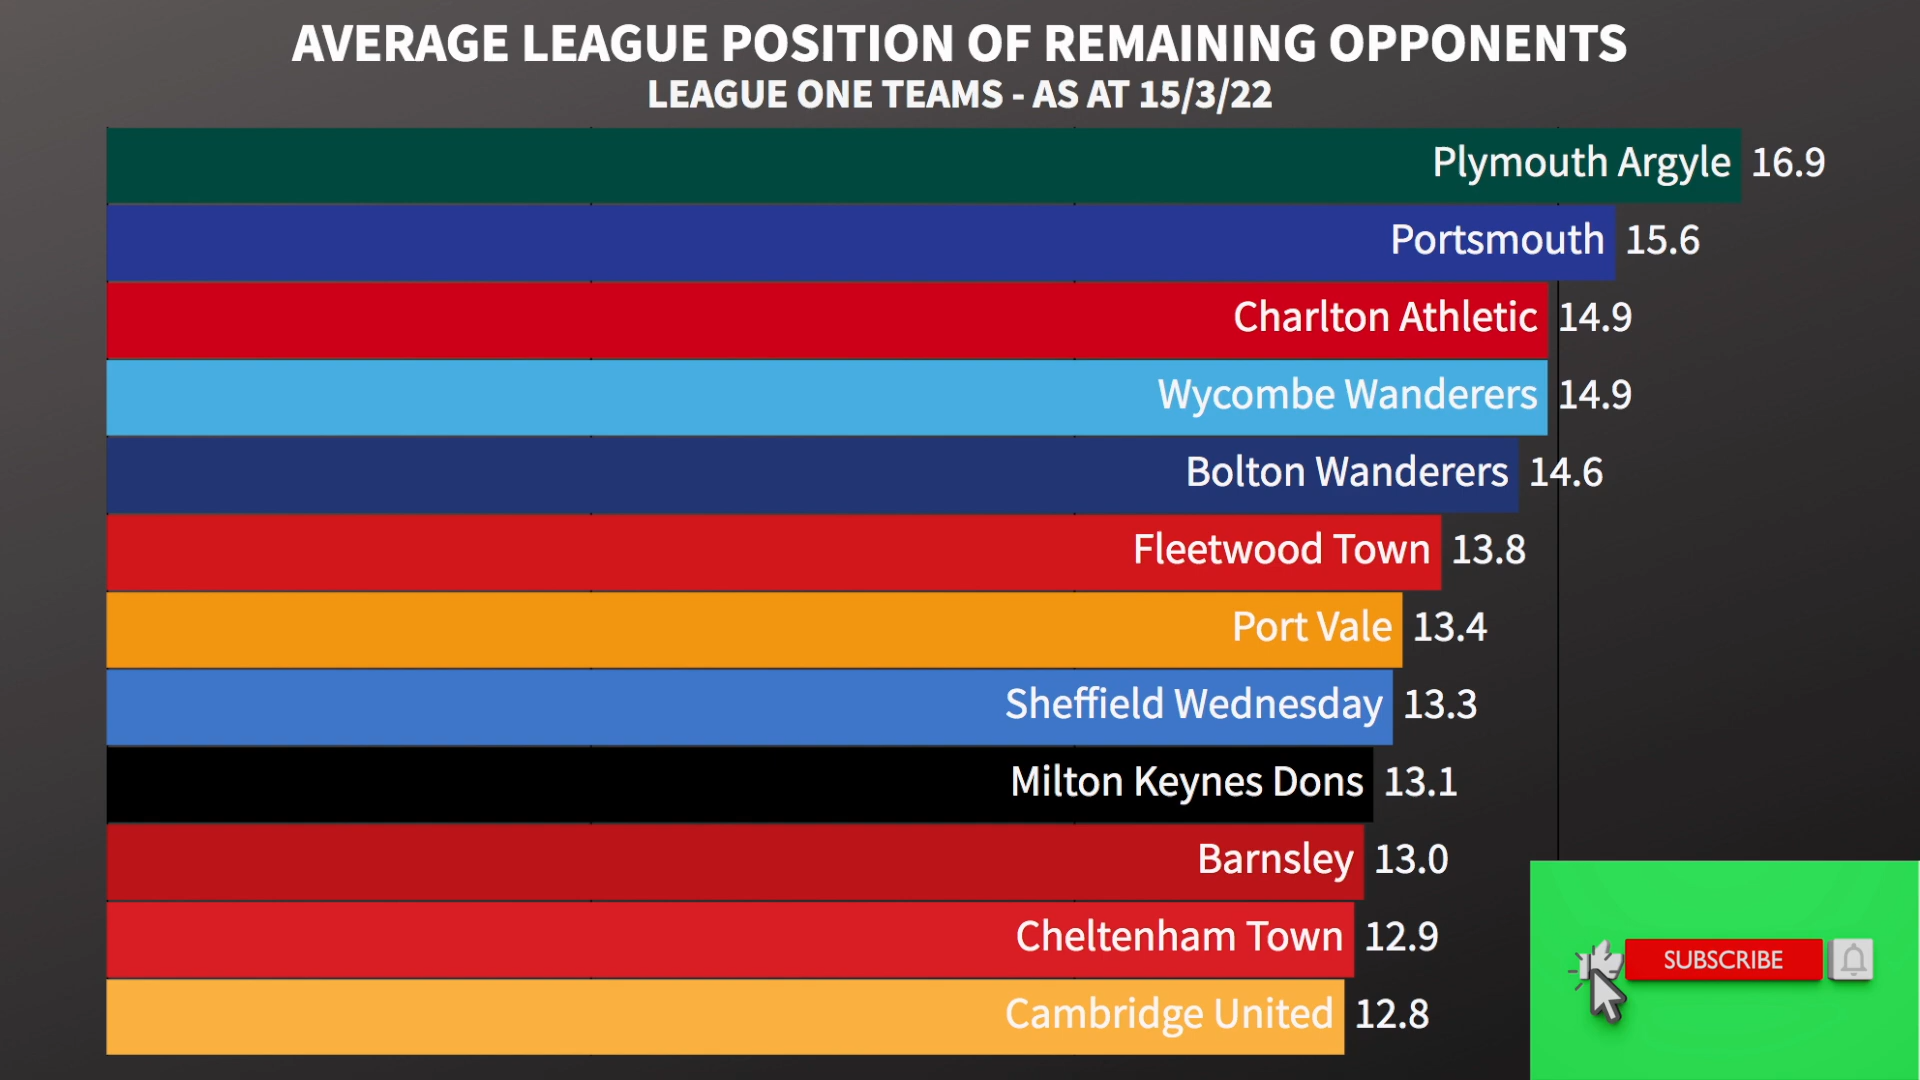 AVERAGE LEAGUE POSITION OF REMAINING OPPONENTS
LEAGUE ONE TEAMS - AS AT 15/3/22
Plymouth Argyle 16.9
Portsmouth 15.6
Charlton Athletic 14.9
Wycombe Wanderers 14.9
Bolton Wanderers 14.6
Fleetwood Town 13.8
Port Vale 13.4
Sheffield Wednesday 13.3
Milton Keynes Dons 13.1
Barnsley 13.0
Cheltenham Town 12.9
Cambridge United 12.8
SUBSCRIBE